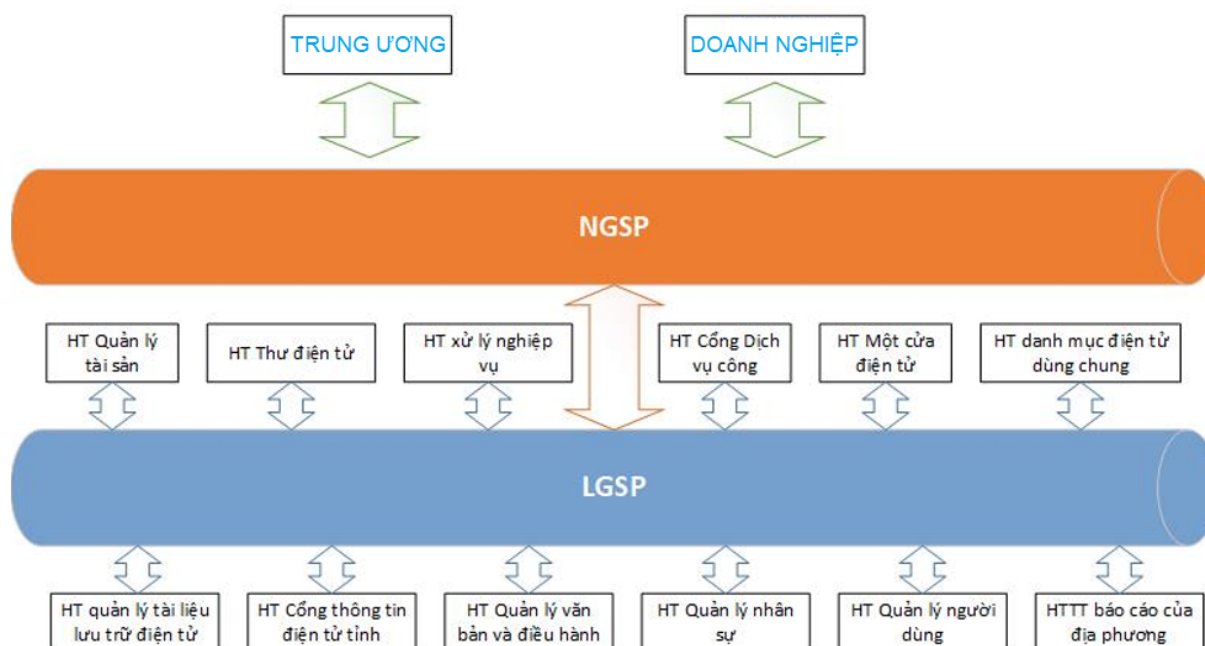 TRUNG ƯƠNG
DOANH NGHIỆP
NGSP
HT Quản lý
tài sản
HT Thư điện tử
HT xử lý nghiệp
vụ
HT Cổng Dịch
vụ công
HT Một cửa
điện tử
HT danh mục điện tử
dùng chung
LGSP
HT quản lý tài liệu
lưu trữ điện tử
HT Cổng thông tin
điện tử tỉnh
HT Quản lý văn
bản và điều hành
HT Quản lý nhân
sự
HT Quản lý người
dùng
HTTT báo cáo của
địa phương